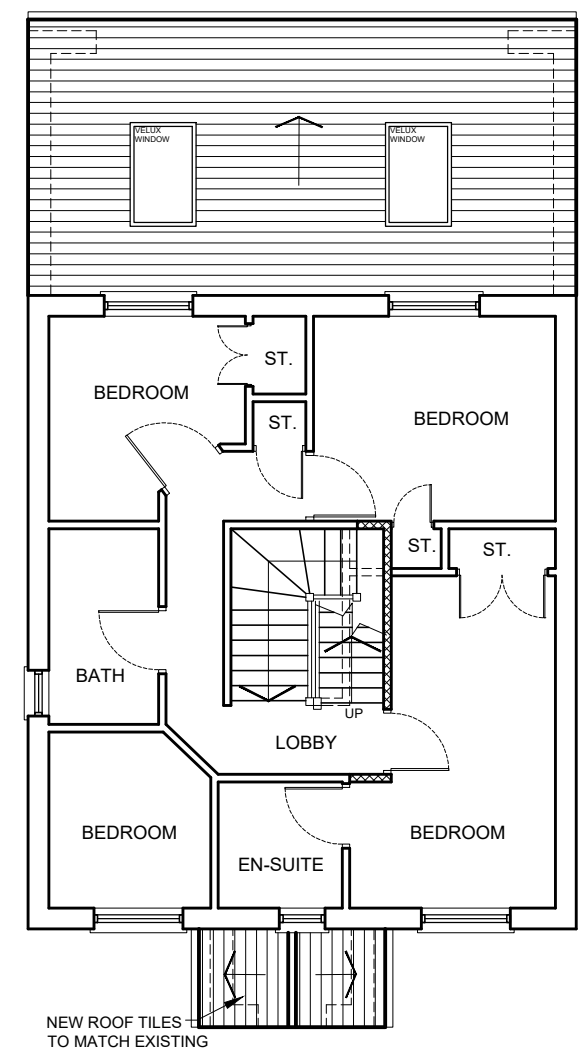 VELUX
WINDOW
VELUX
WINDOW
ST.
BEDROOM
ST.
BEDROOM
ST.
ST.
BATH
UP
LOBBY
BEDROOM
BEDROOM
EN-SUITE
NEW ROOF TILES
TO MATCH EXISTING